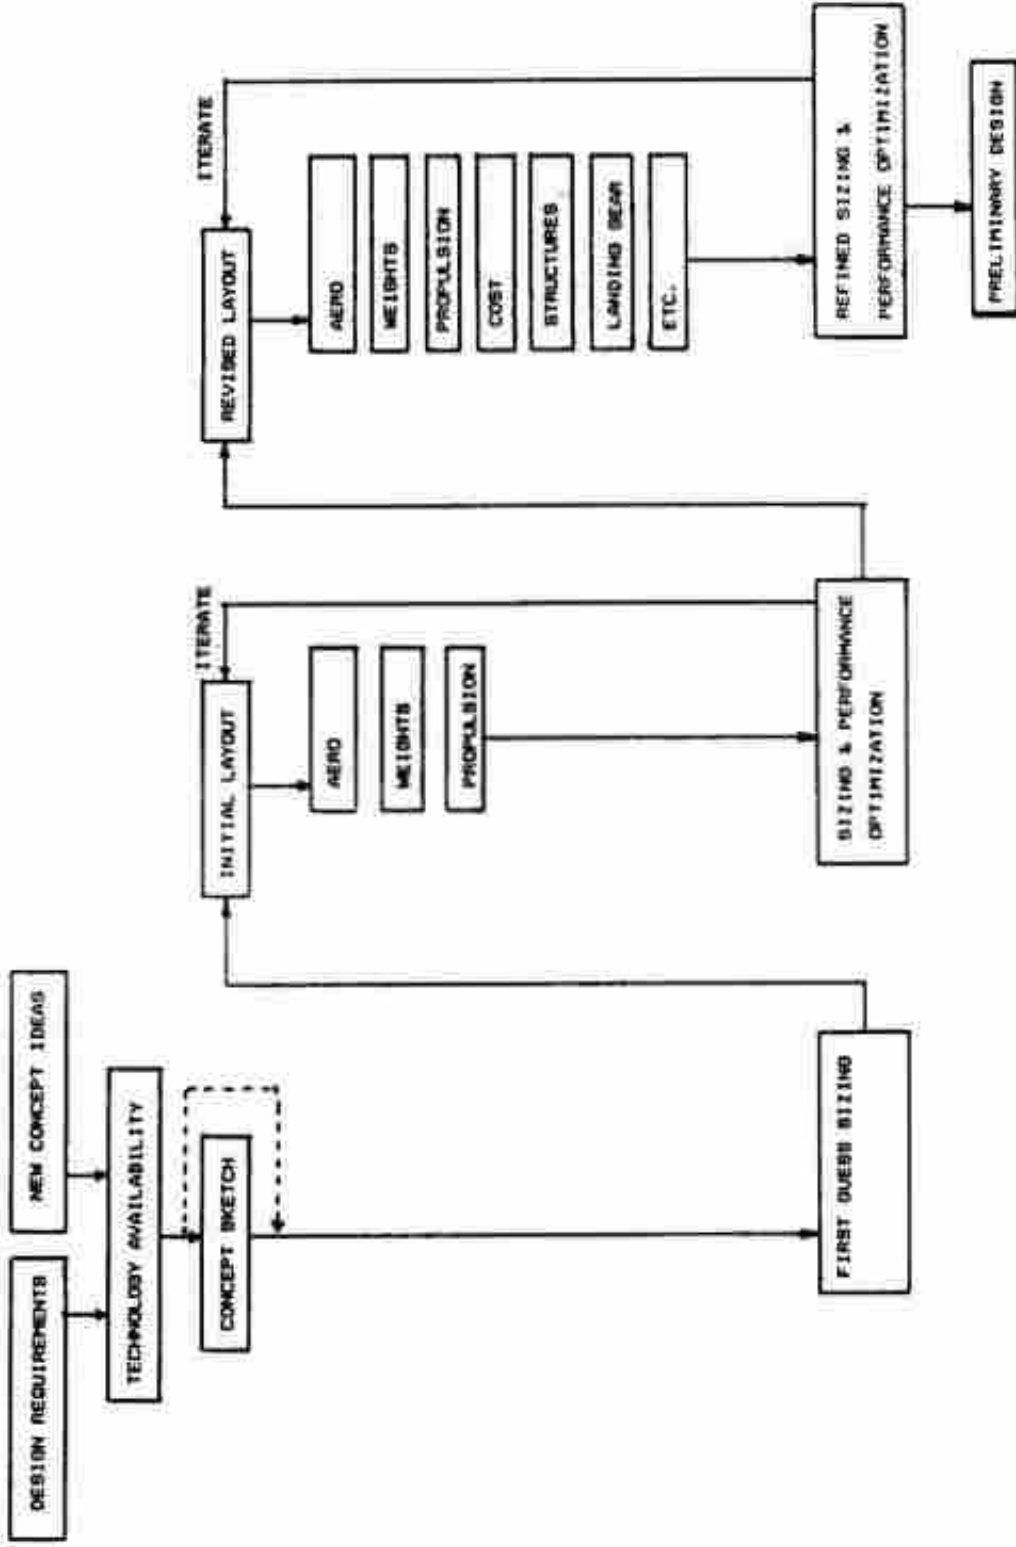 DESIGN REQUIREMENTS
NEW CONCEPT IDEAS
TECHNOLOGY AVAILABILITY
CONCEPT SKETCH
FIRST GUESS SIZING
INITIAL LAYOUT
ITERATE
AERO
WEIGHTS
PROPULSION
SIZING & PERFORMANCE
OPTIMIZATION
REVISED LAYOUT
ITERATE
AERO
WEIGHTS
PROPULSION
COST
STRUCTURES
LANDING GEAR
ETC.
REFINED SIZING &
PERFORMANCE OPTIMIZATION
PRELIMINARY DESIGN